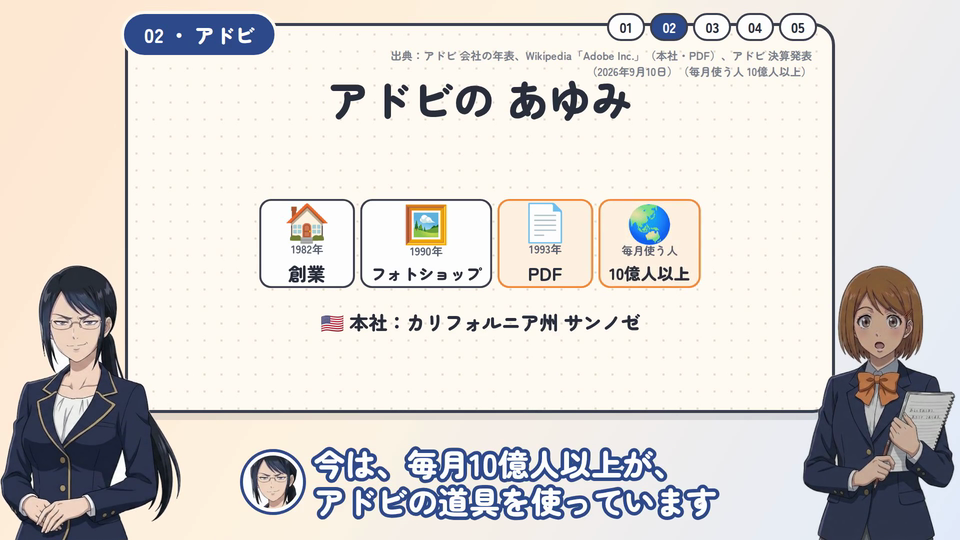 02 ・ アドビ
01 02 03 04 05
出典：アドビ 会社の年表、Wikipedia「Adobe Inc.」（本社・PDF）、アドビ 決算発表
（2026年9月10日）（毎月使う人 10億人以上）
アドビの あゆみ
1982年
創業
1990年
フォトショップ
1993年
PDF
毎月使う人
10億人以上
本社：カリフォルニア州 サンノゼ
今は、毎月10億人以上が、
アドビの道具を使っています